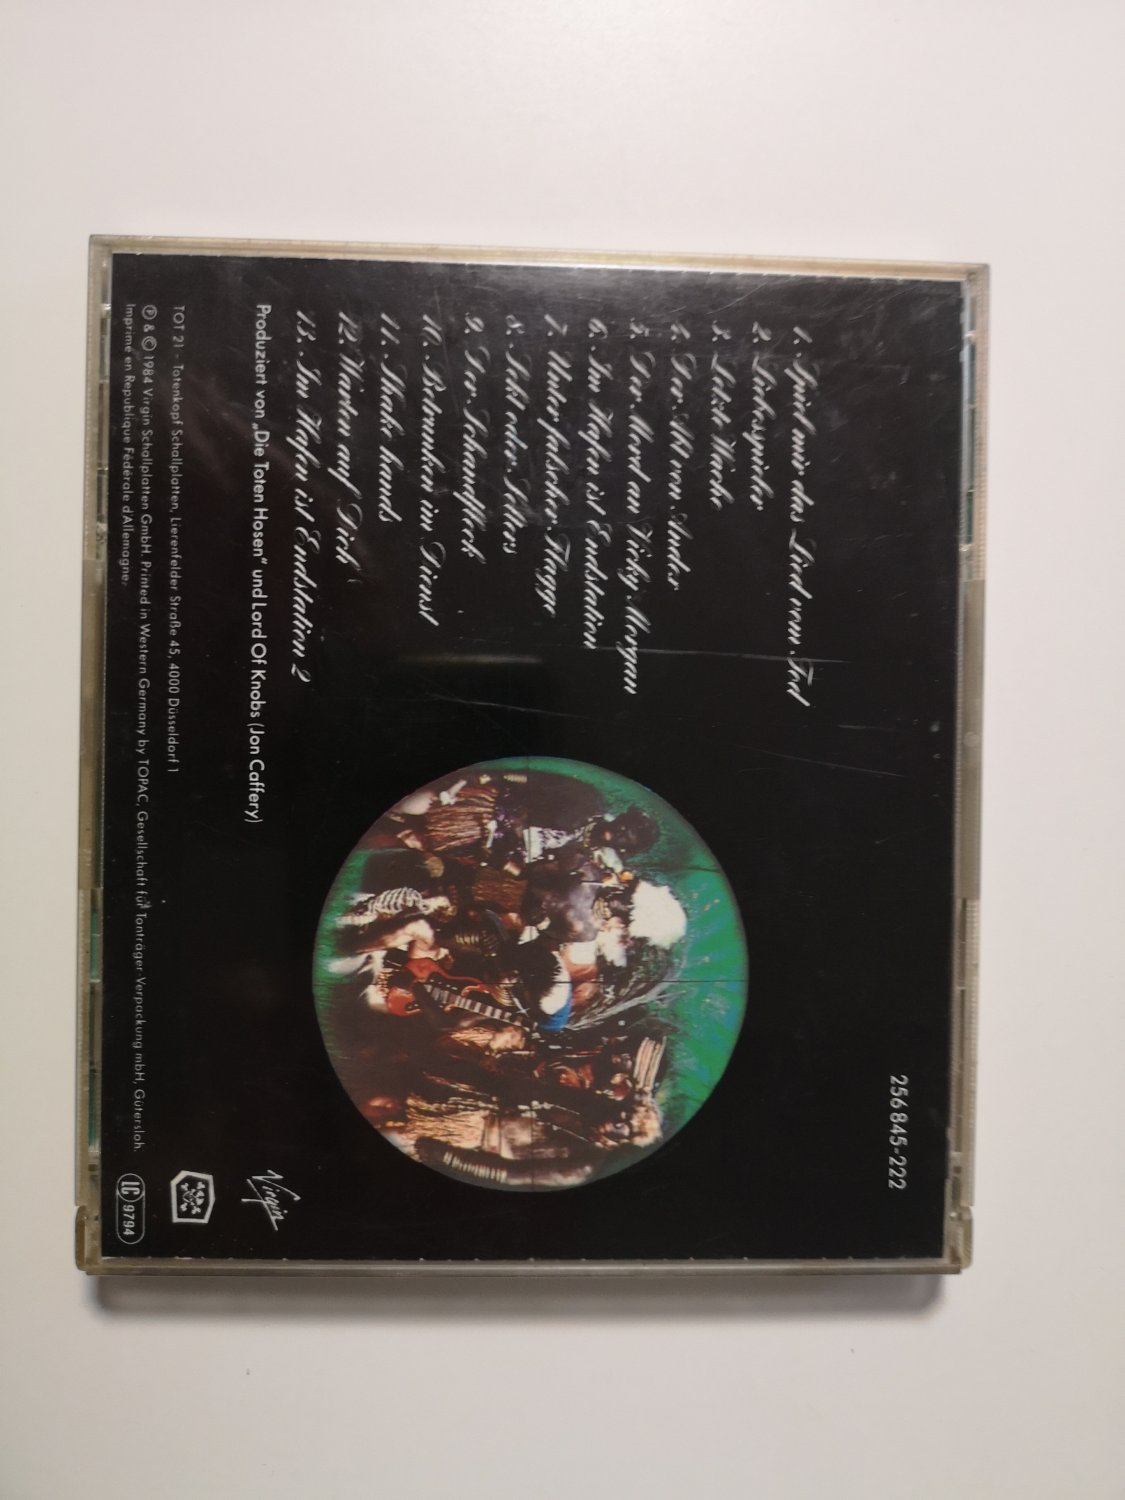 256 845-222
1. Spiel mir das Lied vom Tod
2. Liebesspieler
3. Letzte Wache
4. Der Abt von Andex
5. Der Mord an Vicky Morgan
6. Im Hafen ist Endstation
7. Unter falscher Flagge
8. Sekt oder Selters
9. Der Schandfleck
10. Betrunken im Dienst
11. Shake hands
12. Warten auf Dich
13. Im Hafen ist Endstation 2
Produziert von „Die Toten Hosen“ und Lord Of Knobs (Jon Caffery)
Virgin
TOT 21 - Totenkopf Schallplatten, Lierenfelder Straße 45, 4000 Düsseldorf 1
Ⓟ & © 1984 Virgin Schallplatten GmbH. Printed in Western Germany by TOPAC, Gesellschaft für Tonträger Verpackung mbH, Gütersloh.
Imprimé en Republique Fédérale d'Allemagne.
LC 9794